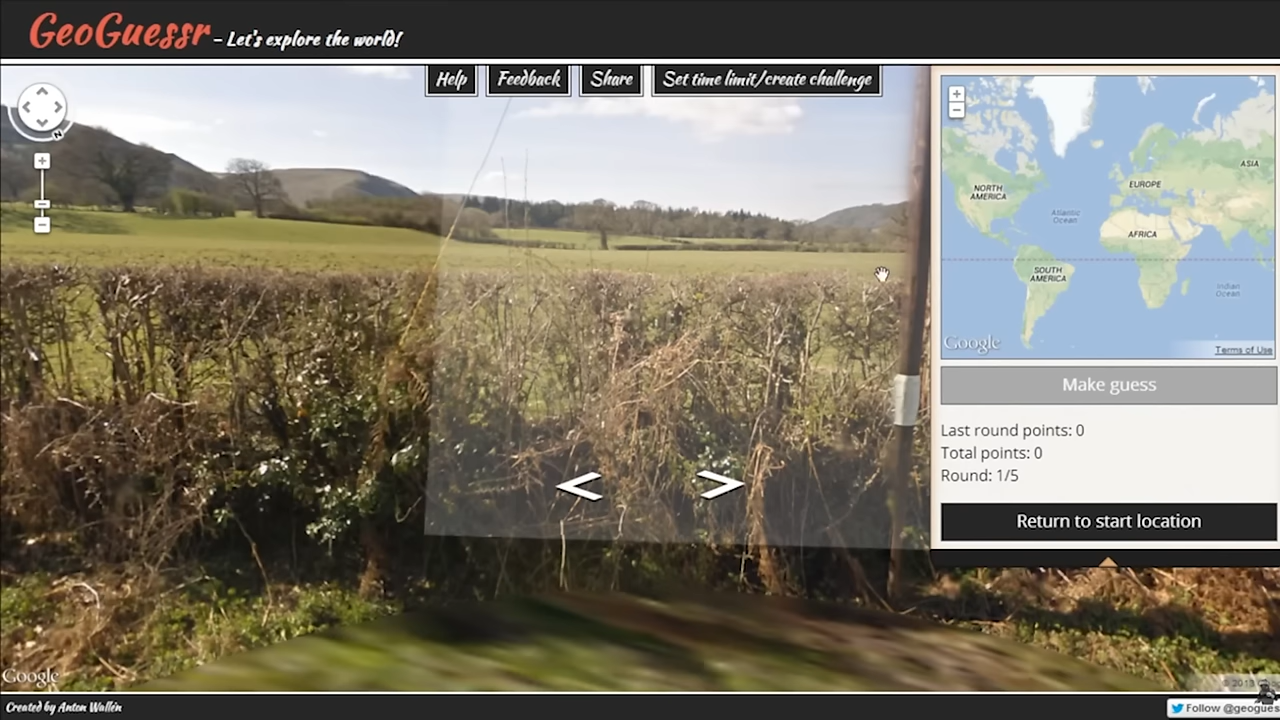 GeoGuessr – Let's explore the world!
Help
Feedback
Share
Set time limit/create challenge
N
NORTH
AMERICA
Atlantic
Ocean
EUROPE
ASIA
AFRICA
SOUTH
AMERICA
Indian
Ocean
Google
Terms of Use
Make guess
Last round points: 0
Total points: 0
Round: 1/5
Return to start location
Google
© 2013
Created by Anton Wallén
Follow @geogues